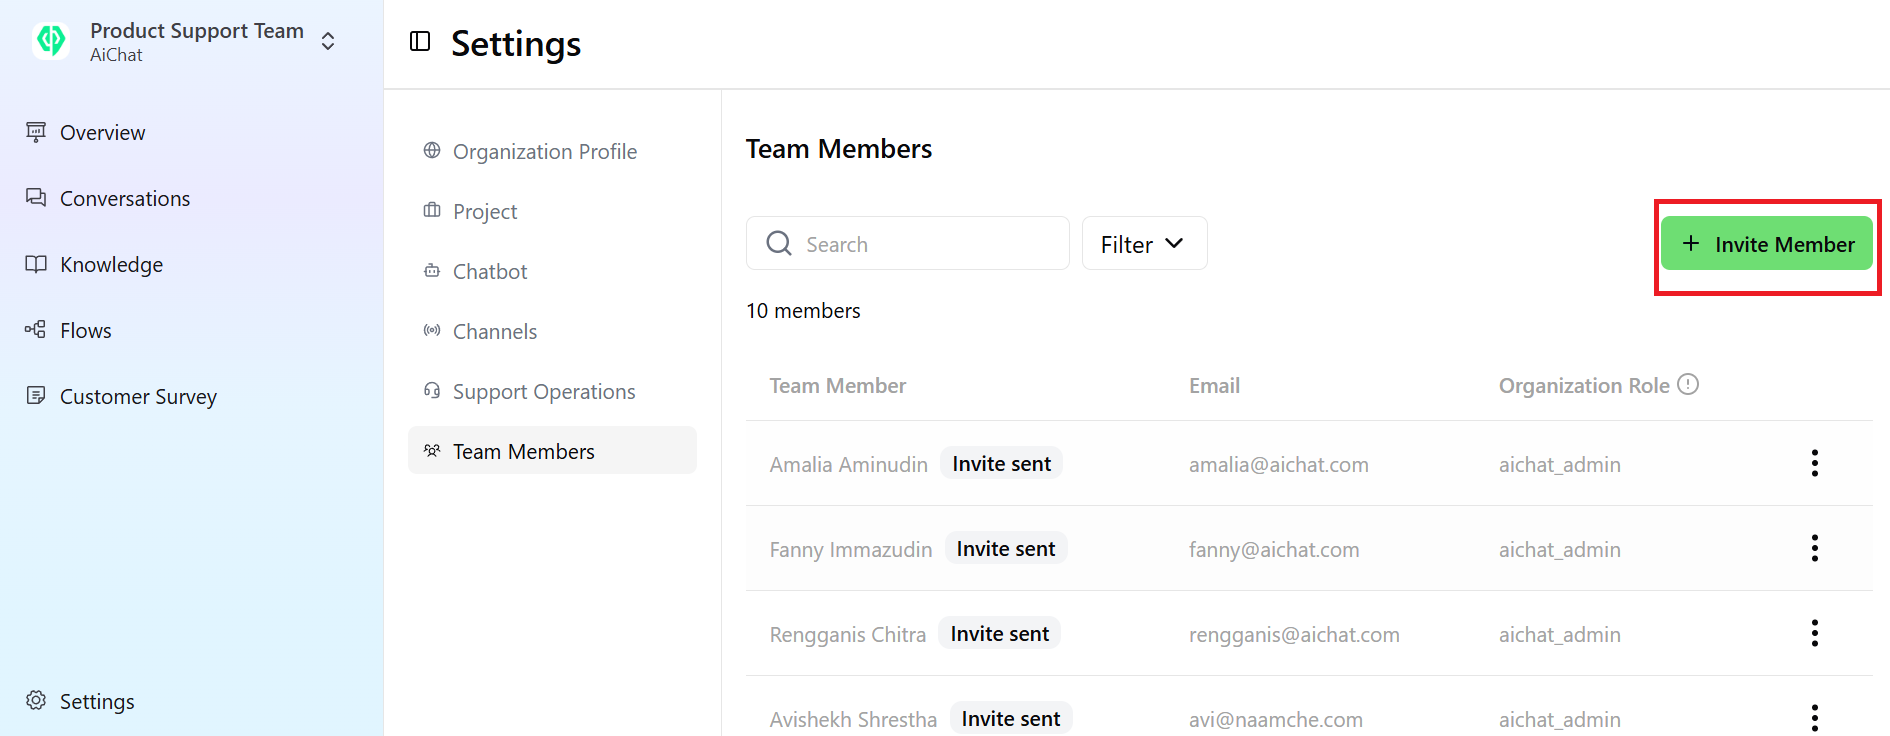 Product Support Team
AiChat
Overview
Conversations
Knowledge
Flows
Customer Survey
Settings
Settings
Organization Profile
Project
Chatbot
Channels
Support Operations
Team Members
Team Members
Search
Filter
+ Invite Member
10 members
Team Member Email Organization Role
Amalia Aminudin Invite sent amalia@aichat.com aichat_admin
Fanny Immazudin Invite sent fanny@aichat.com aichat_admin
Rengganis Chitra Invite sent rengganis@aichat.com aichat_admin
Avishekh Shrestha Invite sent avi@naamche.com aichat_admin